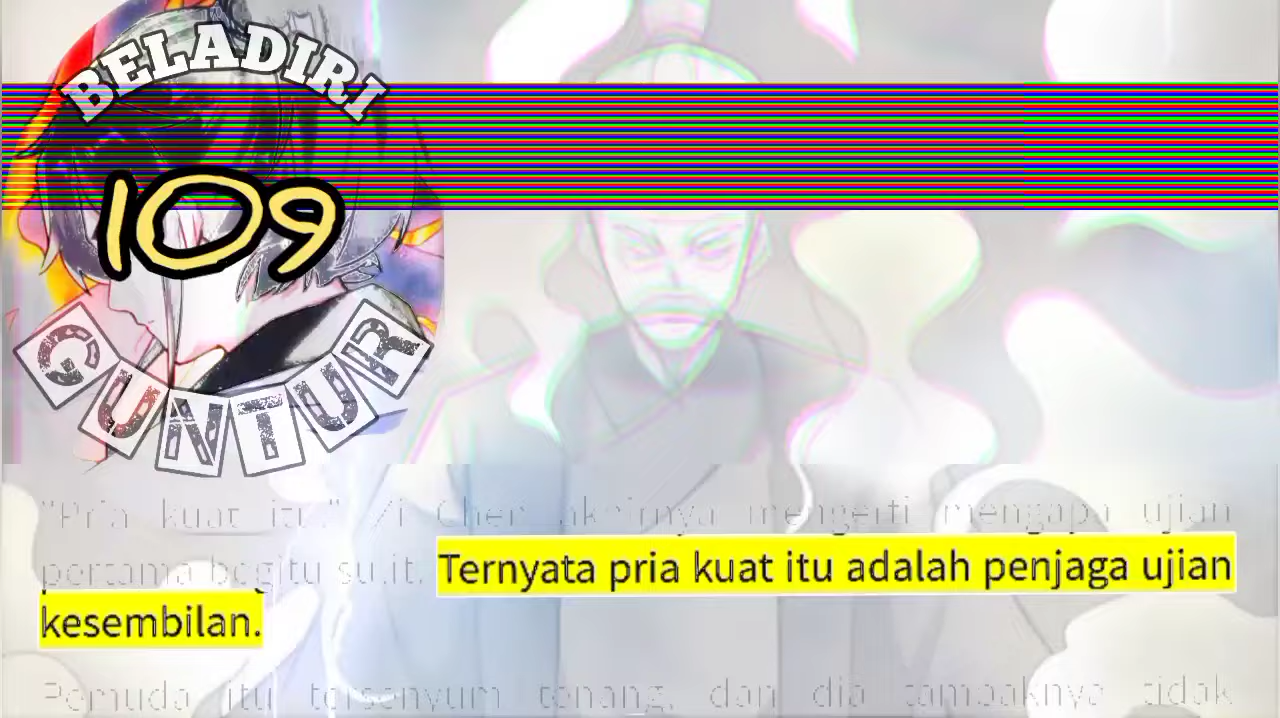 BELADIRI
109
GUNTUR
"Pria kuat itu?" Zi Chen akhirnya mengerti mengapa ujian
pertama begitu sulit. Ternyata pria kuat itu adalah penjaga ujian
kesembilan.
Pemuda itu tersenyum tenang, dan dia tampaknya tidak